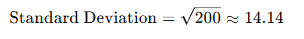 Standard Deviation = √200 ≈ 14.14